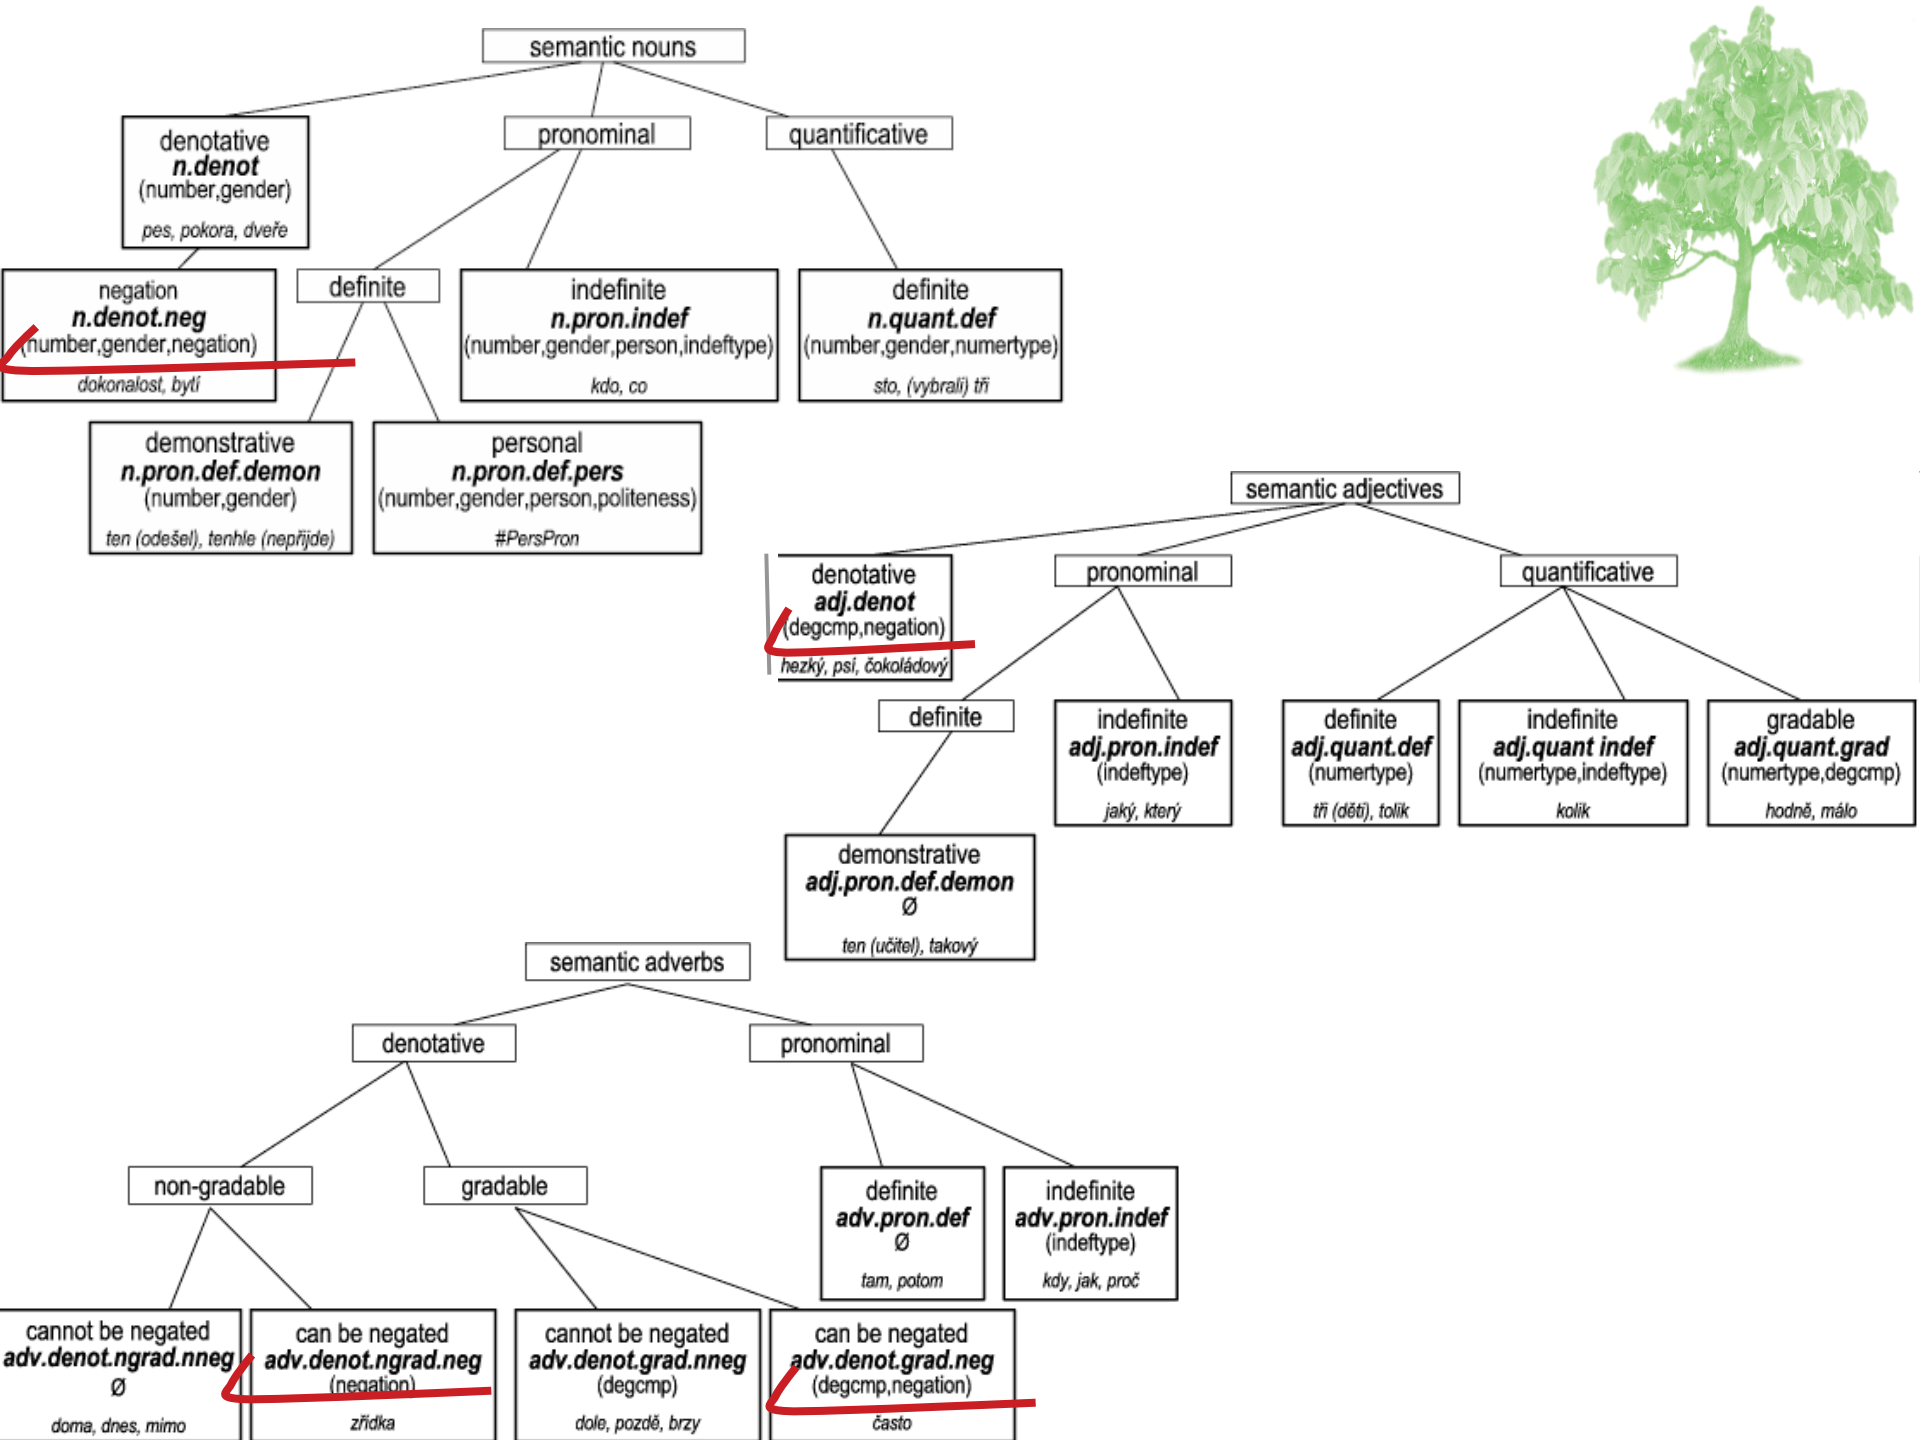 semantic nouns
denotative
n.denot
(number,gender)
pes, pokora, dveře
pronominal
quantificative
negation
n.denot.neg
(number,gender,negation)
dokonalost, bytí
definite
indefinite
n.pron.indef
(number,gender,person,indeftype)
kdo, co
definite
n.quant.def
(number,gender,numertype)
sto, (vybrali) tři
demonstrative
n.pron.def.demon
(number,gender)
ten (odešel), tenhle (nepřijde)
personal
n.pron.def.pers
(number,gender,person,politeness)
#PersPron
semantic adjectives
denotative
adj.denot
(degcmp,negation)
hezký, psí, čokoládový
pronominal
quantificative
definite
indefinite
adj.pron.indef
(indeftype)
jaký, který
definite
adj.quant.def
(numertype)
tři (děti), tolik
indefinite
adj.quant indef
(numertype,indeftype)
kolik
gradable
adj.quant.grad
(numertype,degcmp)
hodně, málo
demonstrative
adj.pron.def.demon
Ø
ten (učitel), takový
semantic adverbs
denotative
pronominal
non-gradable
gradable
definite
adv.pron.def
Ø
tam, potom
indefinite
adv.pron.indef
(indeftype)
kdy, jak, proč
cannot be negated
adv.denot.ngrad.nneg
Ø
doma, dnes, mimo
can be negated
adv.denot.ngrad.neg
(negation)
zřídka
cannot be negated
adv.denot.grad.nneg
(degcmp)
dole, pozdě, brzy
can be negated
adv.denot.grad.neg
(degcmp,negation)
často